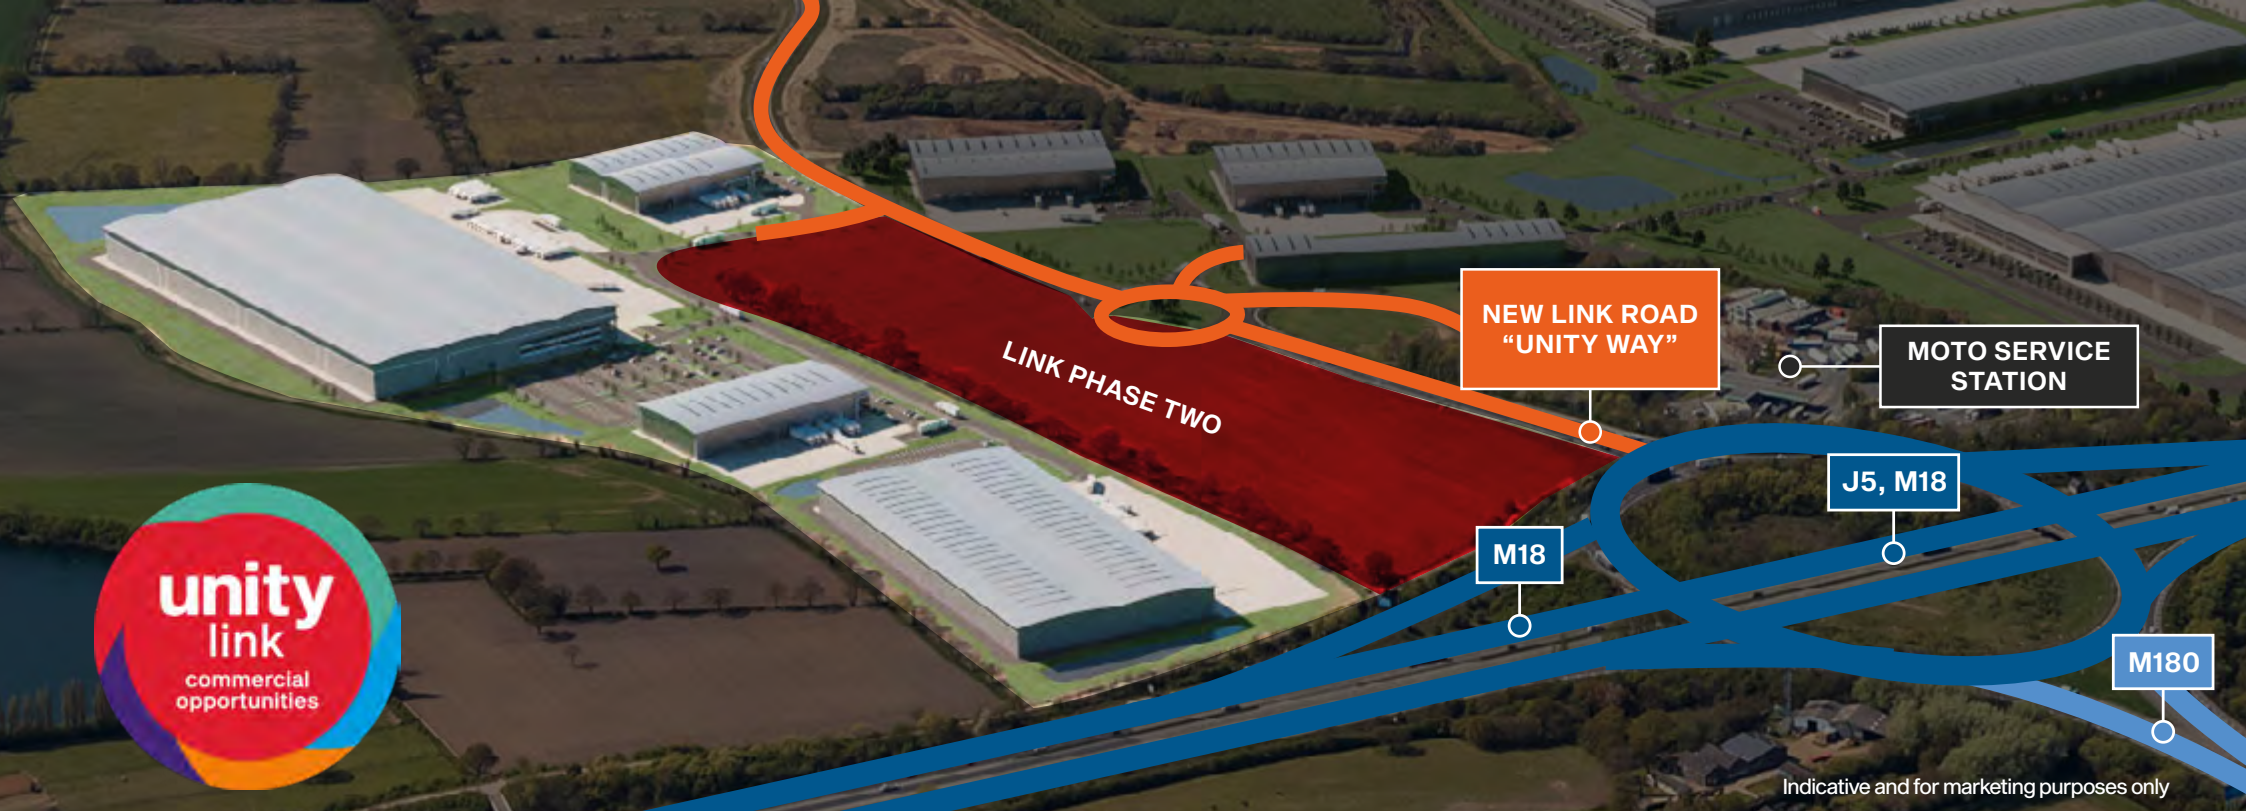 NEW LINK ROAD
“UNITY WAY”
MOTO SERVICE
STATION
LINK PHASE TWO
J5, M18
M18
M180
unity
link
commercial
opportunities
Indicative and for marketing purposes only